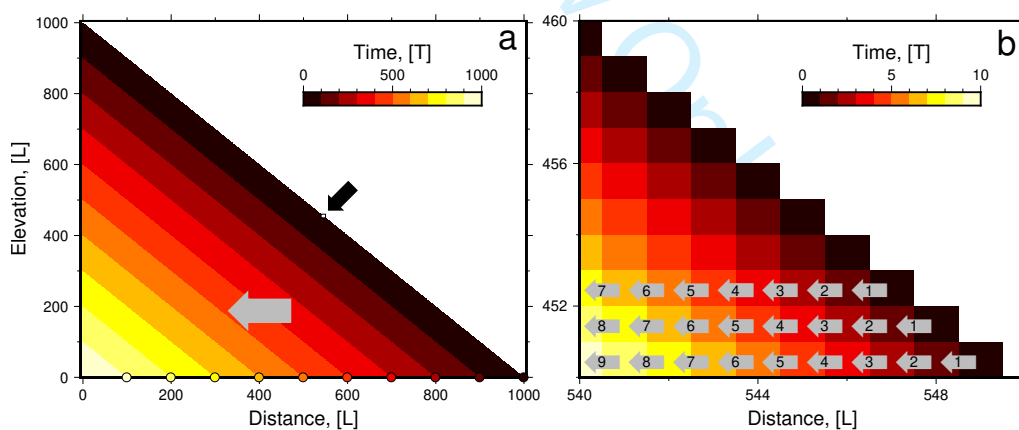 a
Time, [T]
0 500 1000
1000
800
600
400
200
0
Elevation, [L]
0 200 400 600 800 1000
Distance, [L]
b
Time, [T]
0 5 10
460
456
452
7 6 5 4 3 2 1
8 7 6 5 4 3 2 1
9 8 7 6 5 4 3 2 1
540 544 548
Distance, [L]